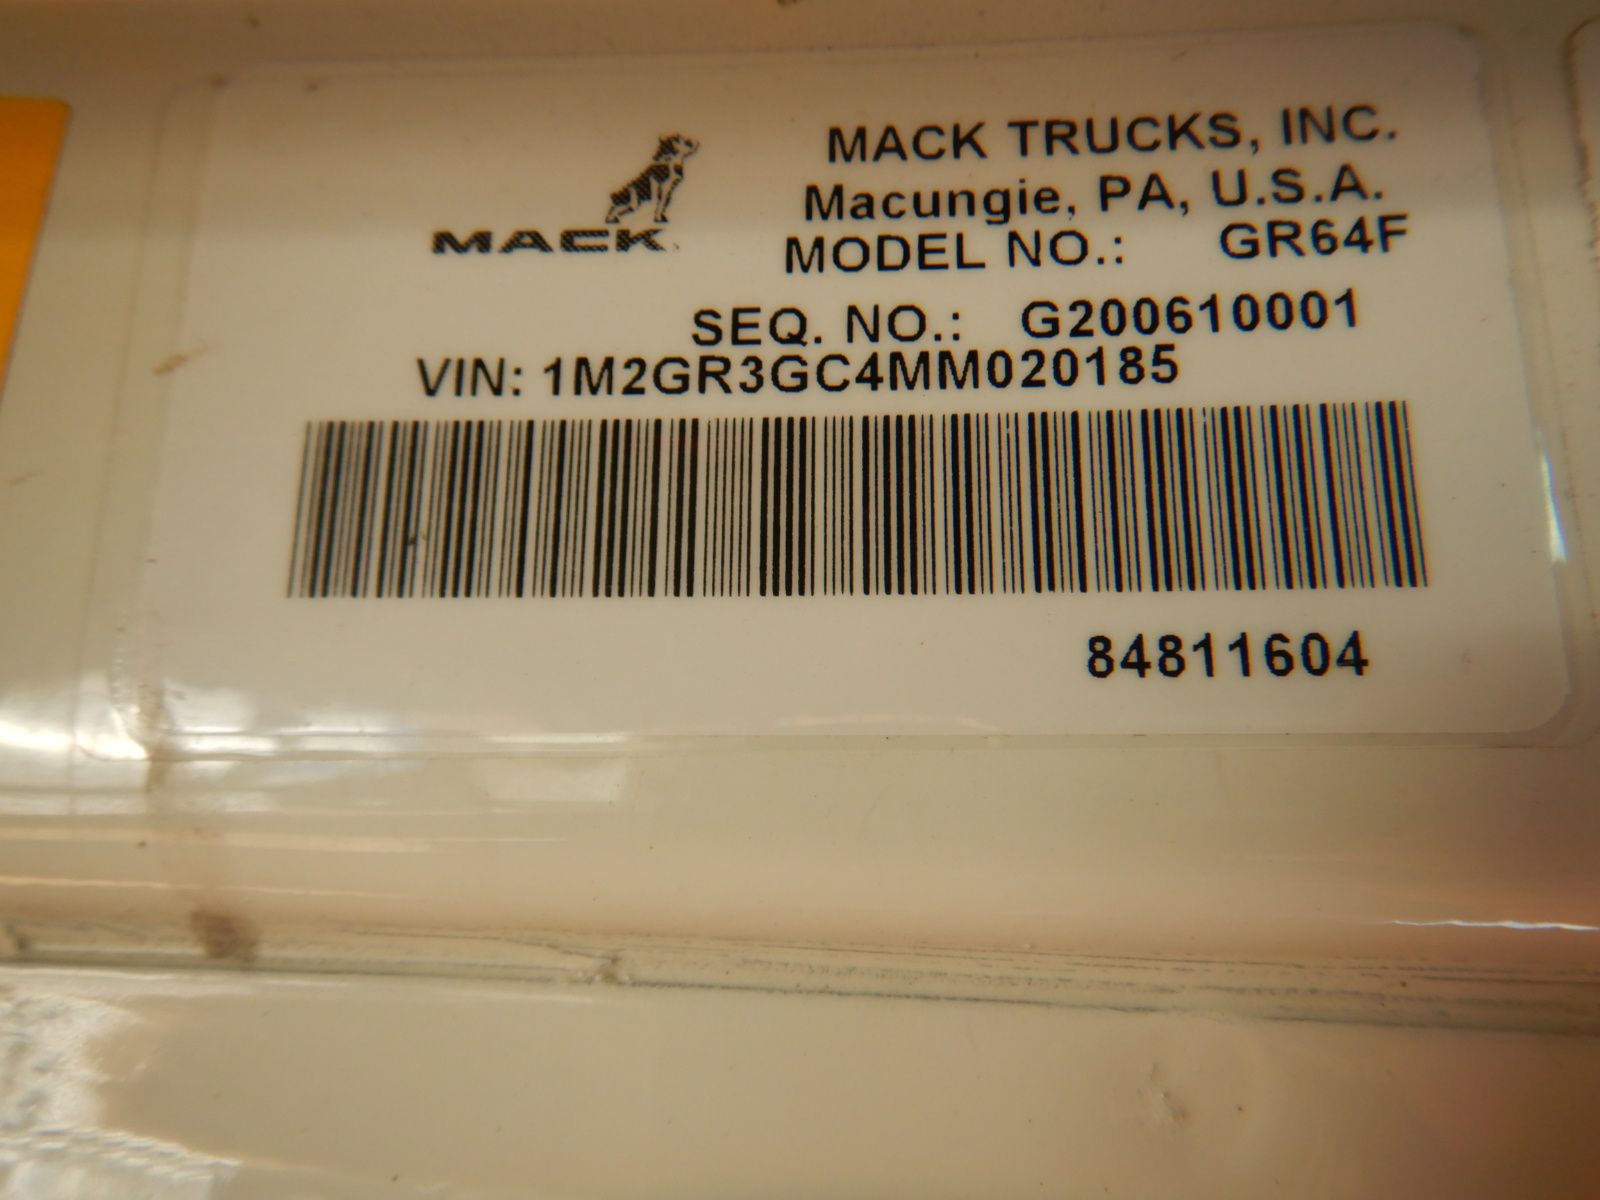 MACK
MACK TRUCKS, INC.
Macungie, PA, U.S.A.
MODEL NO.: GR64F
SEQ. NO.: G200610001
VIN: 1M2GR3GC4MM020185
84811604